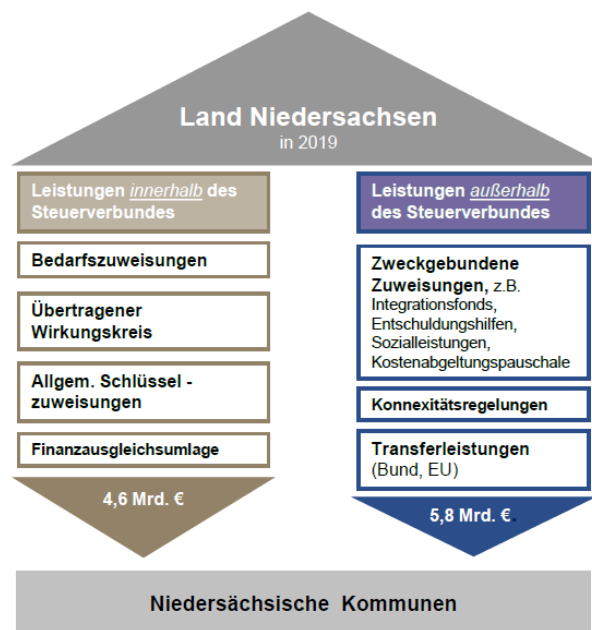 Land Niedersachsen
in 2019
Leistungen innerhalb des
Steuerverbundes
Bedarfszuweisungen
Übertragener
Wirkungskreis
Allgem. Schlüssel -
zuweisungen
Finanzausgleichsumlage
4,6 Mrd. €
Leistungen außerhalb
des Steuerverbundes
Zweckgebundene
Zuweisungen, z.B.
Integrationsfonds,
Entschuldungshilfen,
Sozialleistungen,
Kostenabgeltungspauschale
Konnexitätsregelungen
Transferleistungen
(Bund, EU)
5,8 Mrd. €.
Niedersächsische Kommunen